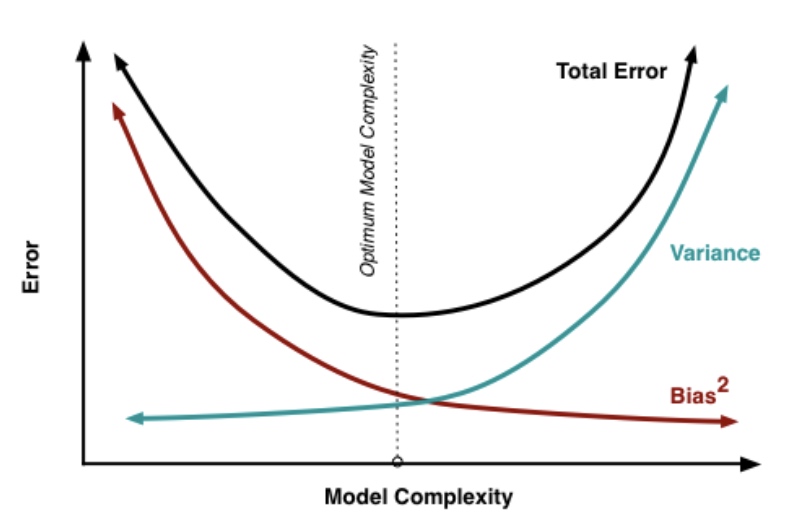 Total Error
Optimum Model Complexity
Variance
Error
Bias²
Model Complexity